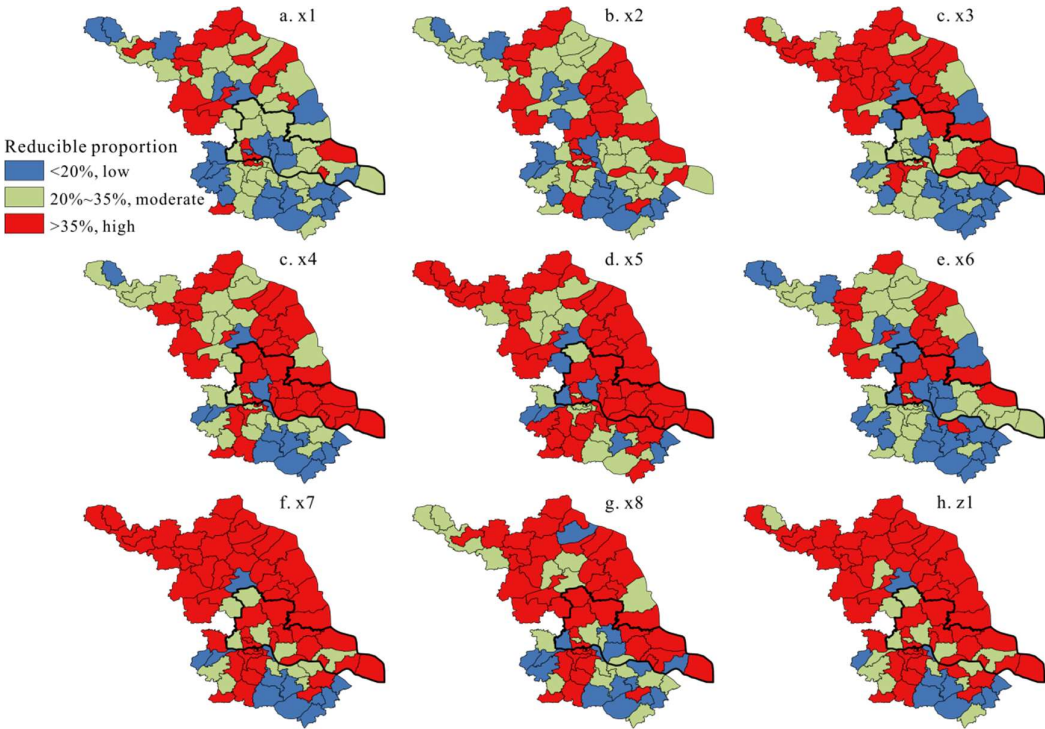 a. x1
b. x2
c. x3
Reducible proportion
<20%, low
20%~35%, moderate
>35%, high
c. x4
d. x5
e. x6
f. x7
g. x8
h. z1